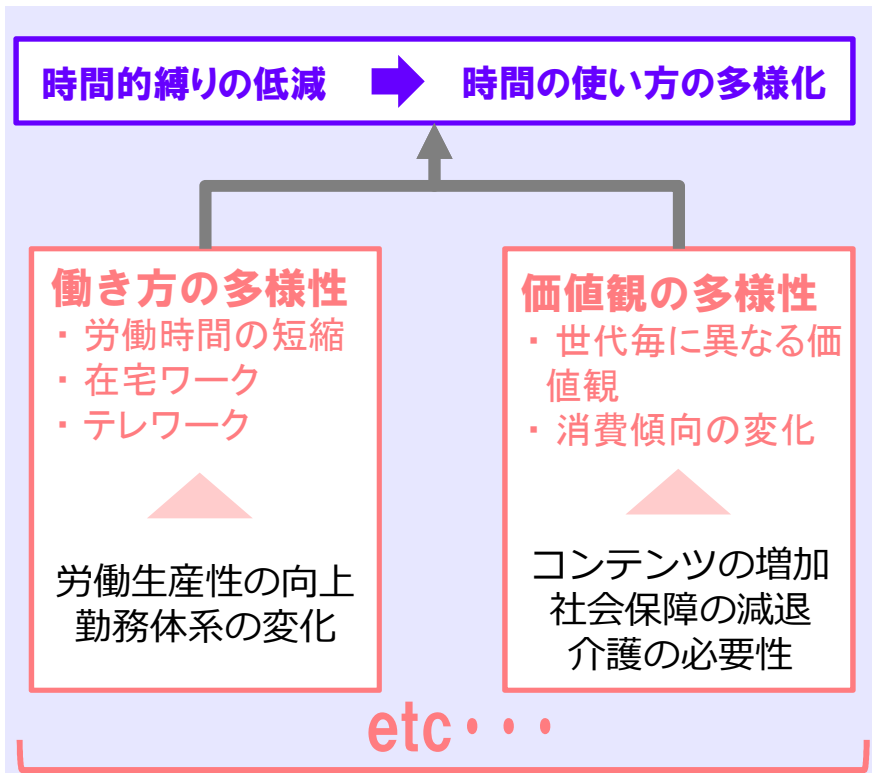 時間的縛りの低減 時間の使い方の多様化
働き方の多様性
・労働時間の短縮
・在宅ワーク
・テレワーク
労働生産性の向上
勤務体系の変化
価値観の多様性
・世代毎に異なる価
値観
・消費傾向の変化
コンテンツの増加
社会保障の減退
介護の必要性
etc・・・